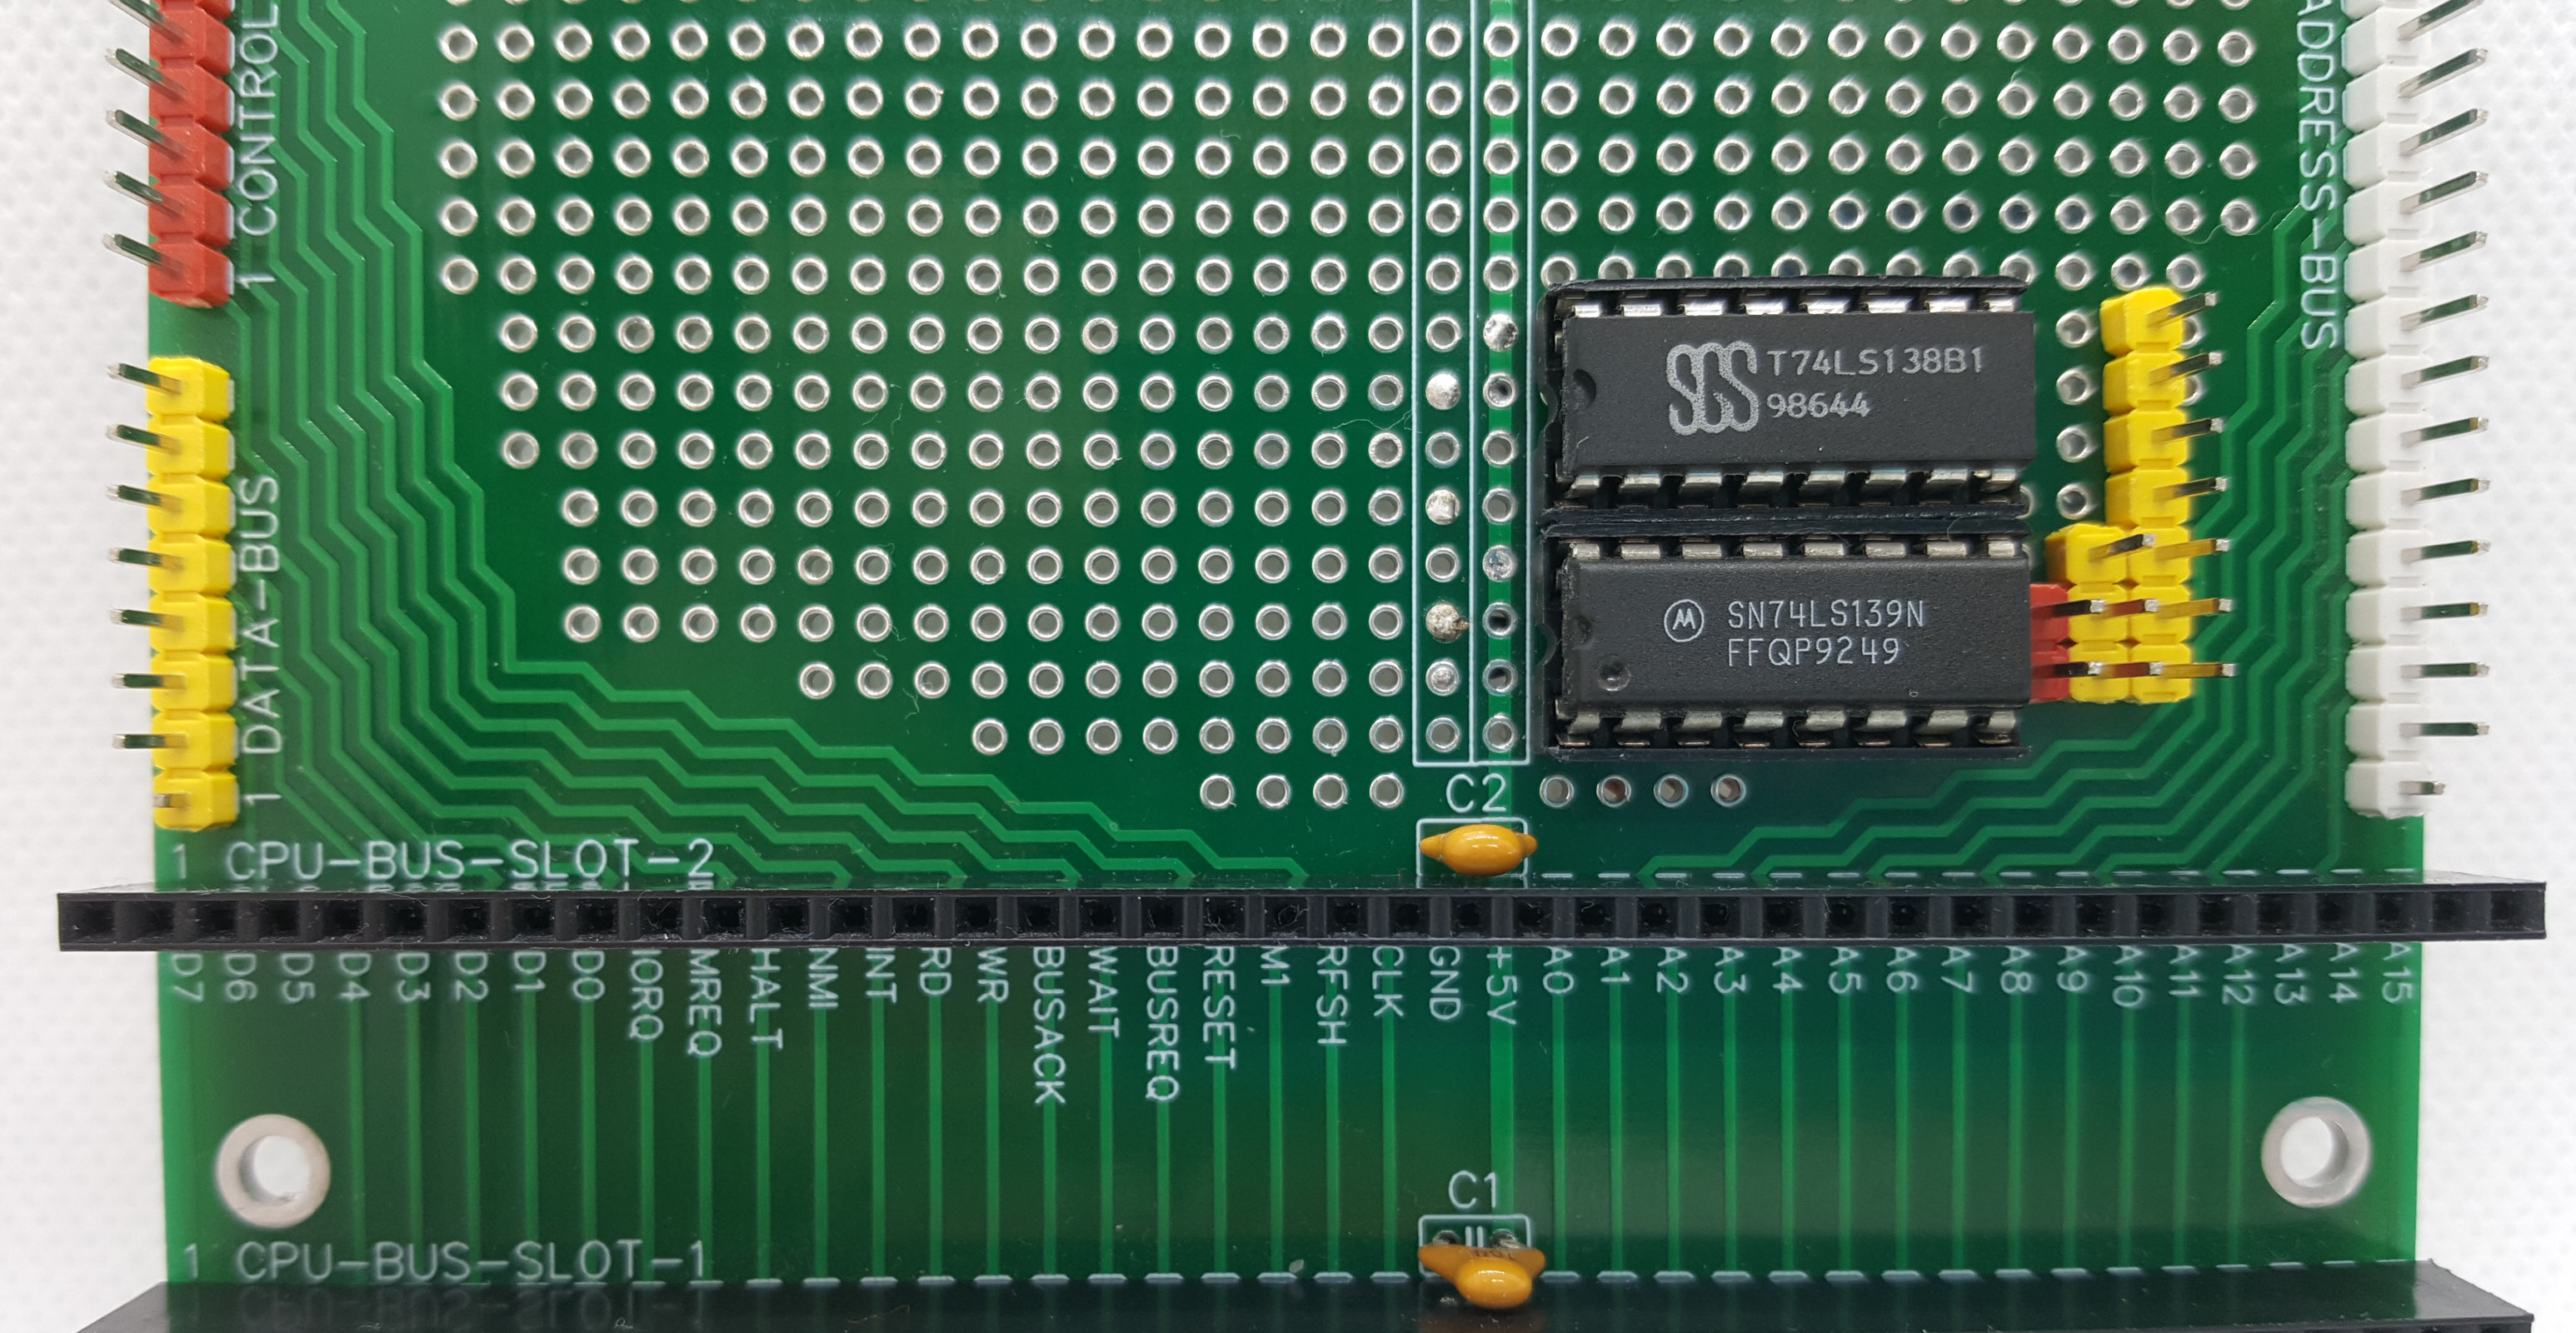 1 CONTROL
ADDRESS-BUS
SGS T74LS138B1
98644
1 DATA-BUS
SN74LS139N
FFQP9249
C2
1 CPU-BUS-SLOT-2
D7 D6 D5 D4 D3 D2 D1 D0 IORQ MREQ HALT NMI INT RD WR BUSACK WAIT BUSREQ RESET M1 RFSH CLK GND +5V A0 A1 A2 A3 A4 A5 A6 A7 A8 A9 A10 A11 A12 A13 A14 A15
C1
1 CPU-BUS-SLOT-1